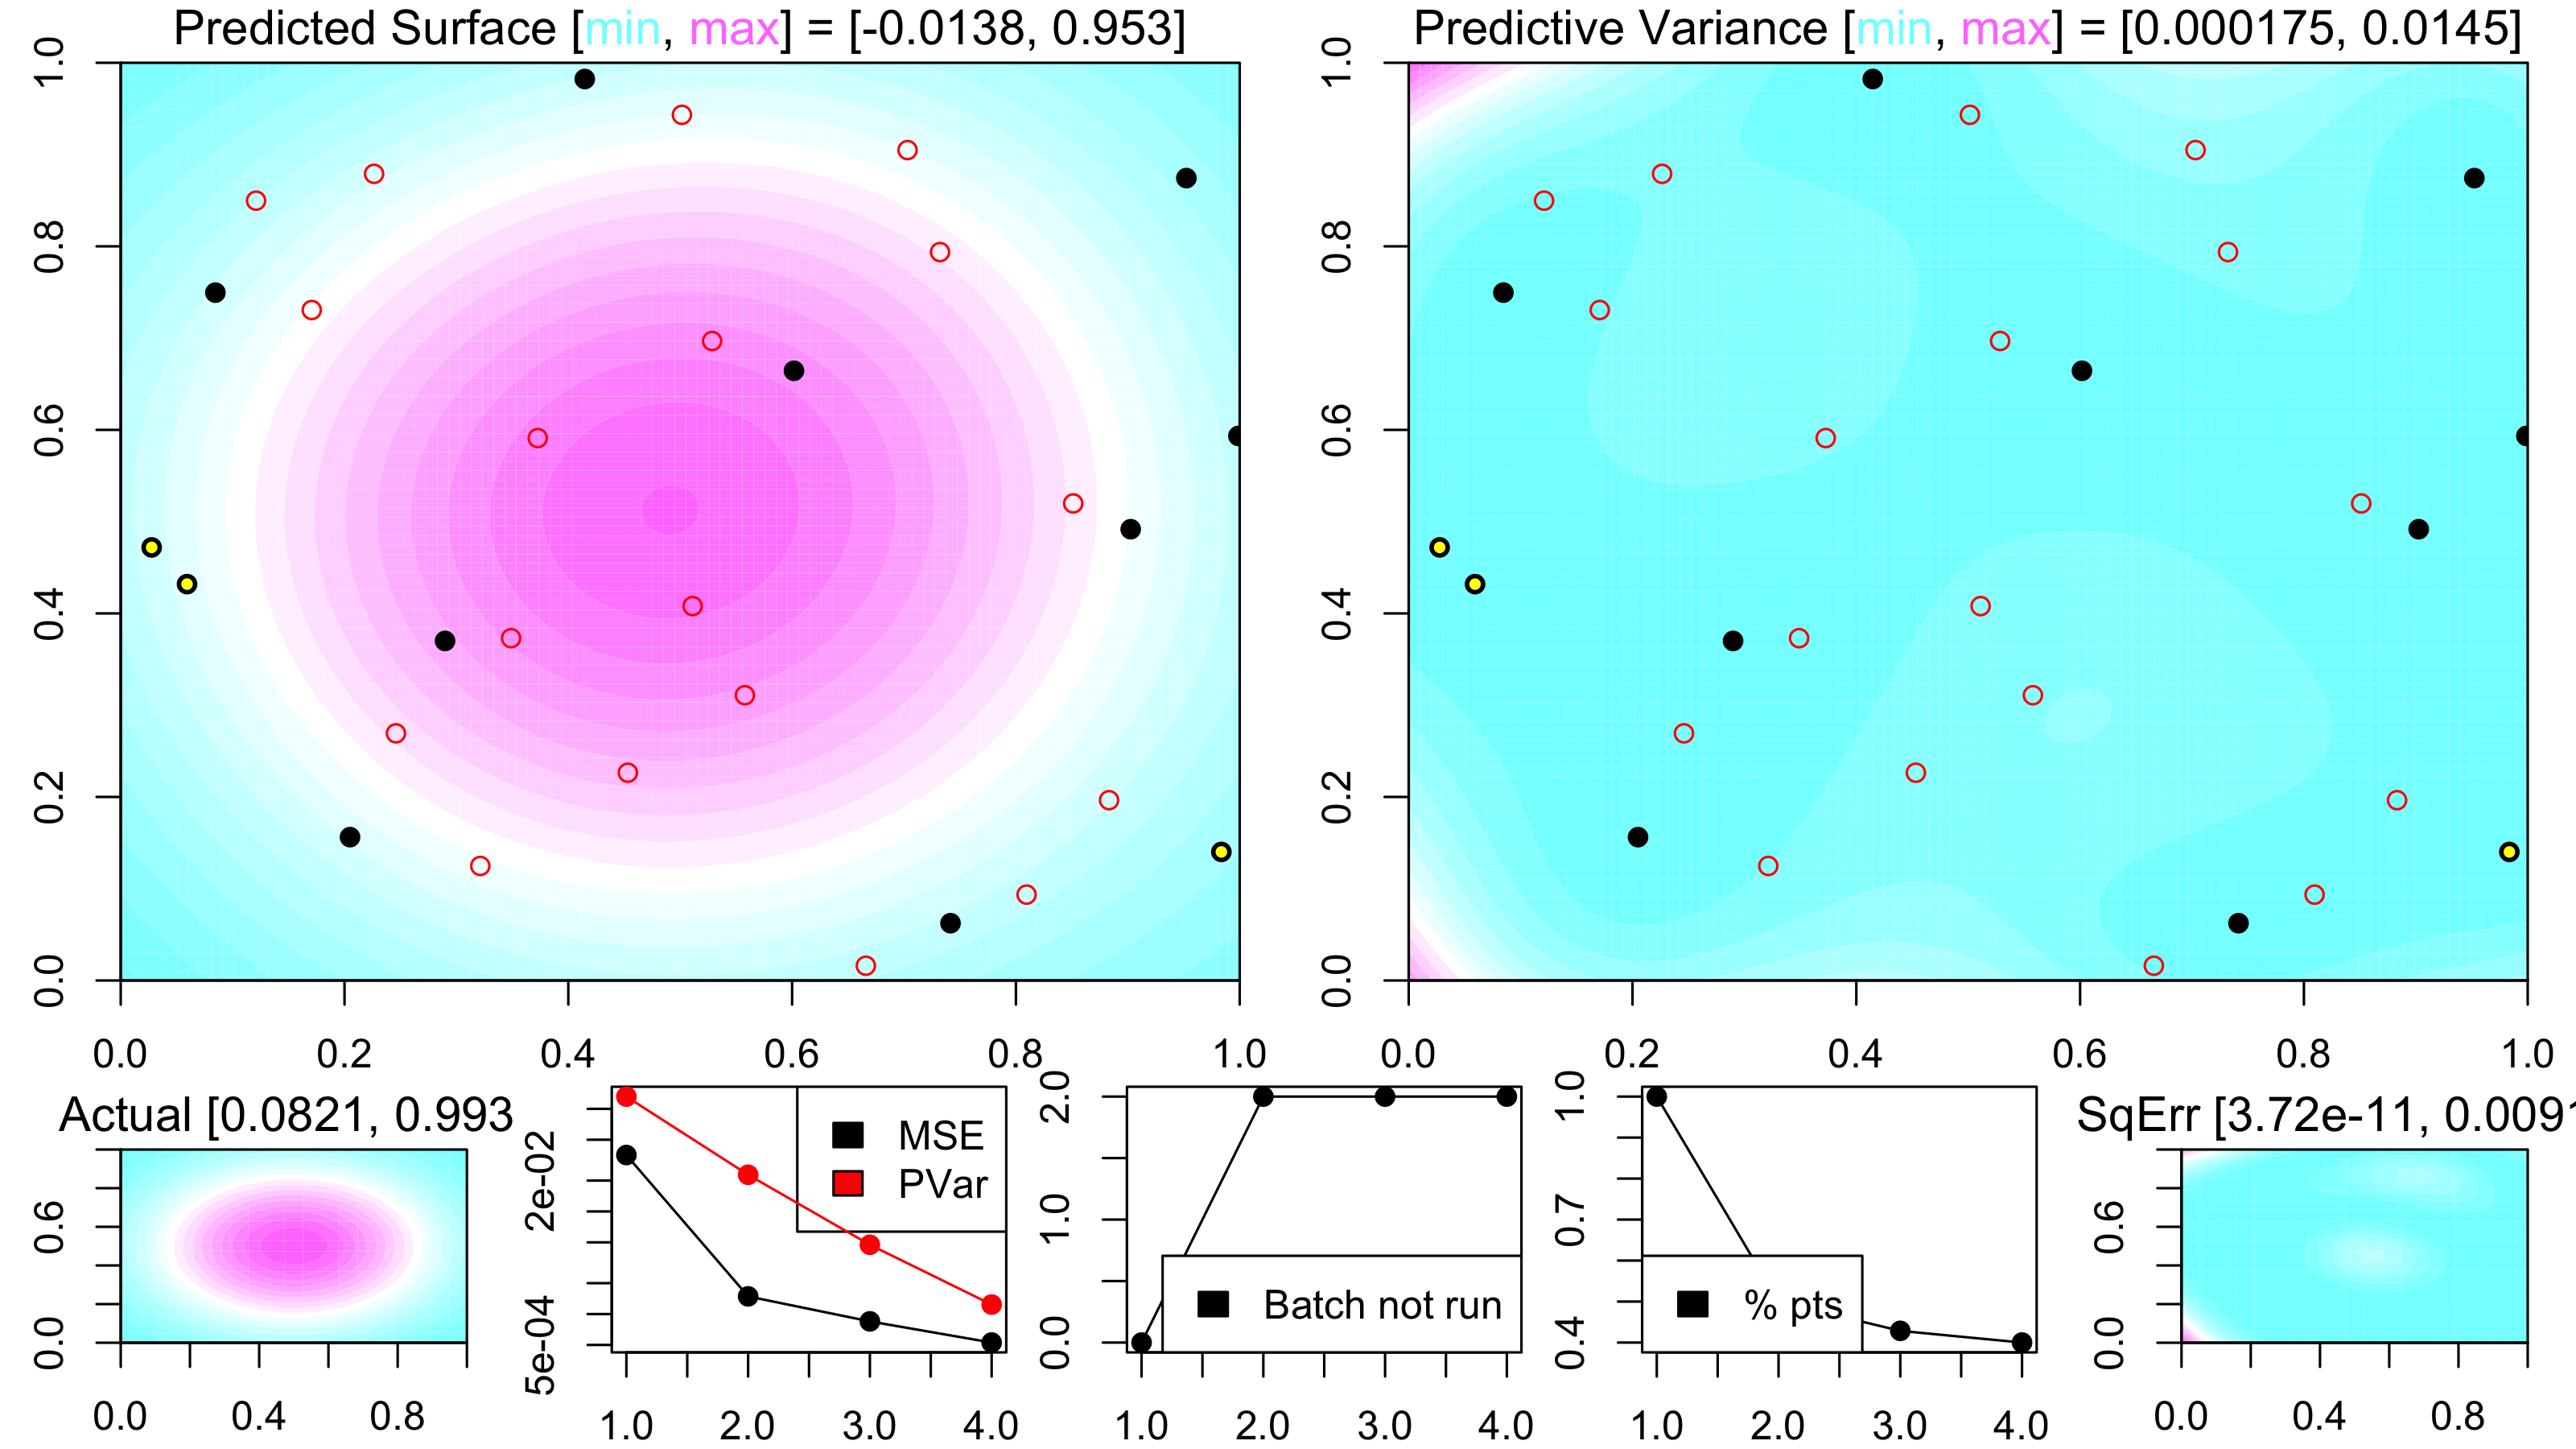 Predicted Surface [min, max] = [-0.0138, 0.953]
1.0
0.8
0.6
0.4
0.2
0.0
0.0 0.2 0.4 0.6 0.8 1.0
Predictive Variance [min, max] = [0.000175, 0.0145]
1.0
0.8
0.6
0.4
0.2
0.0
0.0 0.2 0.4 0.6 0.8 1.0
Actual [0.0821, 0.993
0.6
0.0
0.0 0.4 0.8
2e-02
5e-04
MSE
PVar
1.0 2.0 3.0 4.0
2.0
1.0
0.0
0.0
Batch not run
1.0 2.0 3.0 4.0
1.0
0.7
0.4
% pts
1.0 2.0 3.0 4.0
SqErr [3.72e-11, 0.0091
0.6
0.0
0.0 0.4 0.8